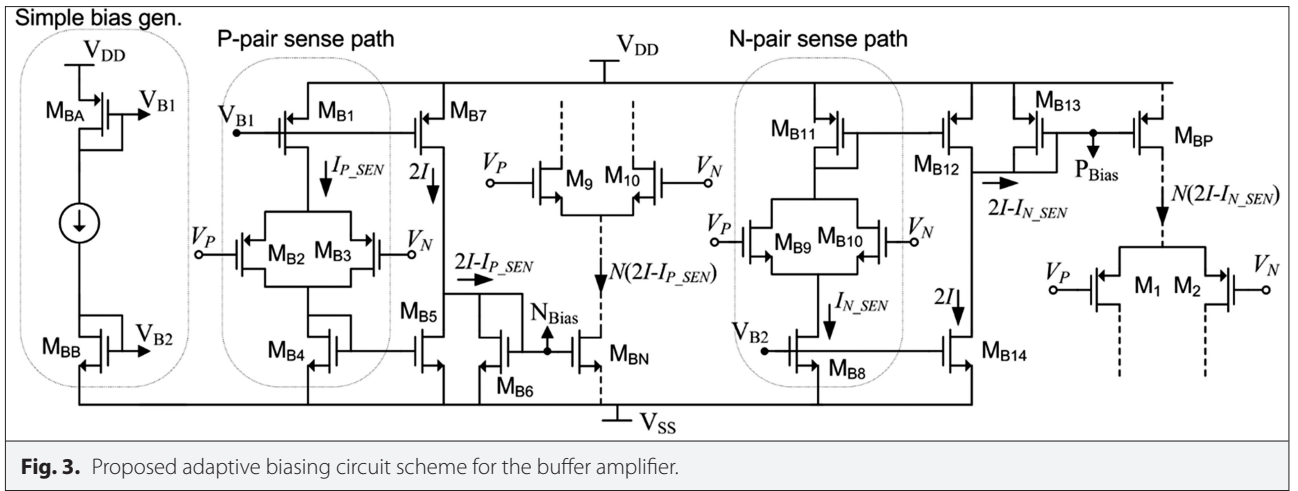 Simple bias gen.
P-pair sense path
N-pair sense path
V_DD
V_DD
M_BA
V_B1
V_B1
M_B1
M_B7
M_B11
M_B12
M_B13
M_BP
P_Bias
I_P_SEN
2I
V_P
M_9
M_10
V_N
2I-I_N_SEN
N(2I-I_N_SEN)
V_P
M_B2
M_B3
V_N
V_P
M_B9
M_B10
V_N
2I-I_P_SEN
N(2I-I_P_SEN)
I_N_SEN
2I
V_P
M_1
M_2
V_N
M_BB
V_B2
M_B4
M_B5
N_Bias
M_B6
M_BN
V_B2
M_B8
M_B14
V_SS
Fig. 3. Proposed adaptive biasing circuit scheme for the buffer amplifier.